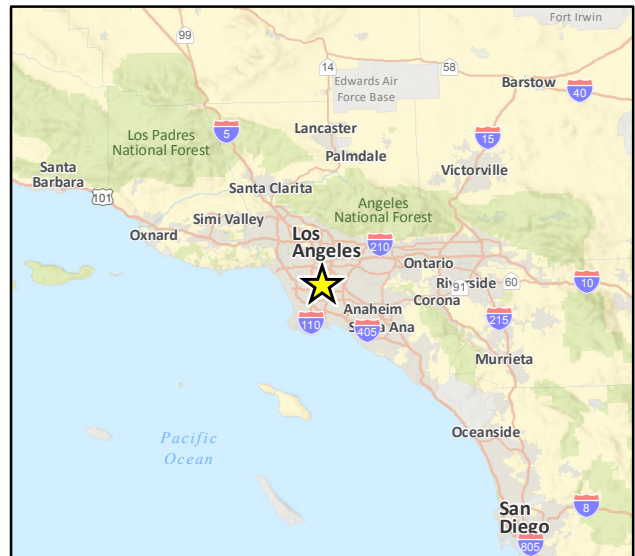 Fort Irwin
99
14
58
Edwards Air
Force Base
Barstow
40
Los Padres
National Forest
5
Lancaster
15
Palmdale
Victorville
Santa
Barbara
101
Santa Clarita
Angeles
National Forest
Simi Valley
Oxnard
Los
Angeles
210
Ontario
Riverside
91
60
10
Corona
Anaheim
110
405
Santa Ana
215
Murrieta
Pacific
Ocean
Oceanside
San
Diego
8
805